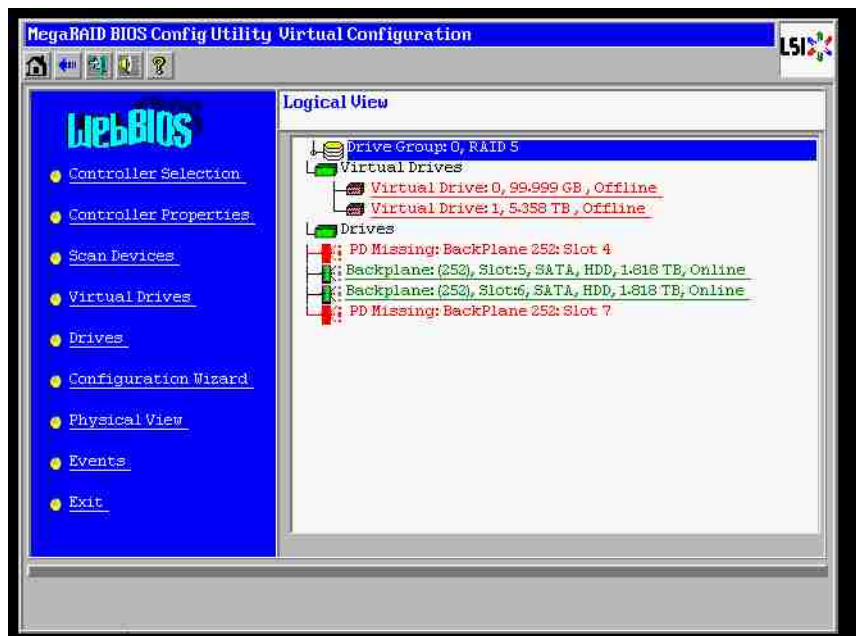 MegaRAID BIOS Config Utility Virtual Configuration
LSI
?
WebBIOS
Logical View
Controller Selection
Controller Properties
Scan Devices
Virtual Drives
Drives
Configuration Wizard
Physical View
Events
Exit
Drive Group: 0, RAID 5
Virtual Drives
Virtual Drive: 0, 99.999 GB , Offline
Virtual Drive: 1, 5.358 TB , Offline
Drives
PD Missing: BackPlane 252: Slot 4
Backplane: (252), Slot:5, SATA, HDD, 1.818 TB, Online
Backplane: (252), Slot:6, SATA, HDD, 1.818 TB, Online
PD Missing: BackPlane 252: Slot 7